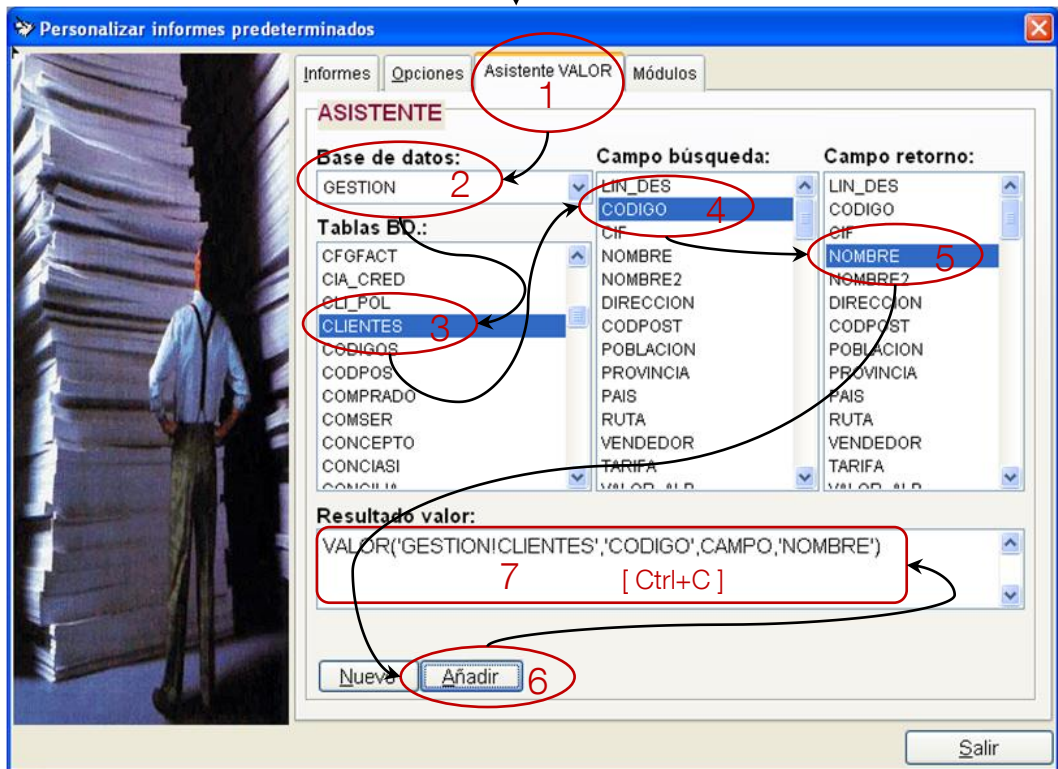 Personalizar informes predeterminados
Informes
Opciones
Asistente VALOR
Módulos
1
ASISTENTE
Base de datos:
GESTION
2
Tablas BD.:
CFGFACT
CIA_CRED
CLI_POL
CLIENTES
3
CODIGOS
CODPOS
COMPRADO
COMSER
CONCEPTO
CONCIASI
CONCILIA
Campo búsqueda:
LIN_DES
CODIGO
4
CIF
NOMBRE
NOMBRE2
DIRECCION
CODPOST
POBLACION
PROVINCIA
PAIS
RUTA
VENDEDOR
TARIFA
VALOR_ALB
Campo retorno:
LIN_DES
CODIGO
CIF
NOMBRE
5
NOMBRE2
DIRECCION
CODPOST
POBLACION
PROVINCIA
PAIS
RUTA
VENDEDOR
TARIFA
VALOR_ALB
Resultado valor:
VALOR('GESTION!CLIENTES','CODIGO',CAMPO,'NOMBRE')
7 [ Ctrl+C ]
Nuevo
Añadir
6
Salir